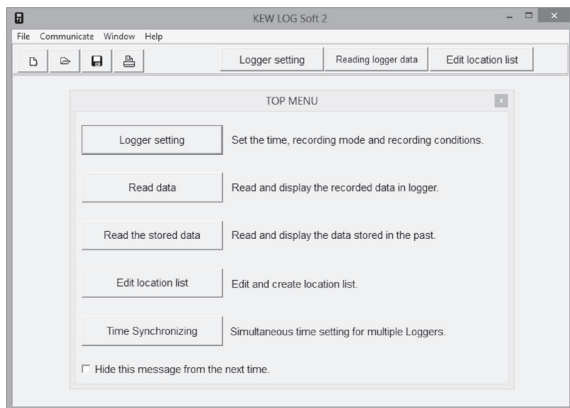 KEW LOG Soft 2
File Communicate Window Help
Logger setting Reading logger data Edit location list
TOP MENU
Logger setting Set the time, recording mode and recording conditions.
Read data Read and display the recorded data in logger.
Read the stored data Read and display the data stored in the past.
Edit location list Edit and create location list.
Time Synchronizing Simultaneous time setting for multiple Loggers.
Hide this message from the next time.